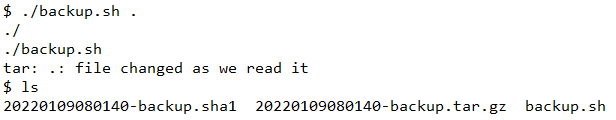 $ ./backup.sh .
./
./backup.sh
tar: .: file changed as we read it
$ ls
20220109080140-backup.sha1  20220109080140-backup.tar.gz  backup.sh